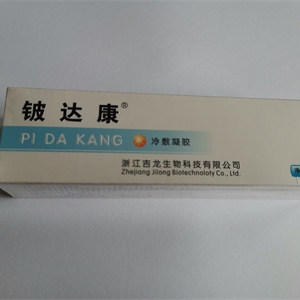 铍达康®
PI DA KANG 冷敷凝胶
浙江吉龙生物科技有限公司
Zhejiang Jilong Biotechnoloty Co., Ltd.